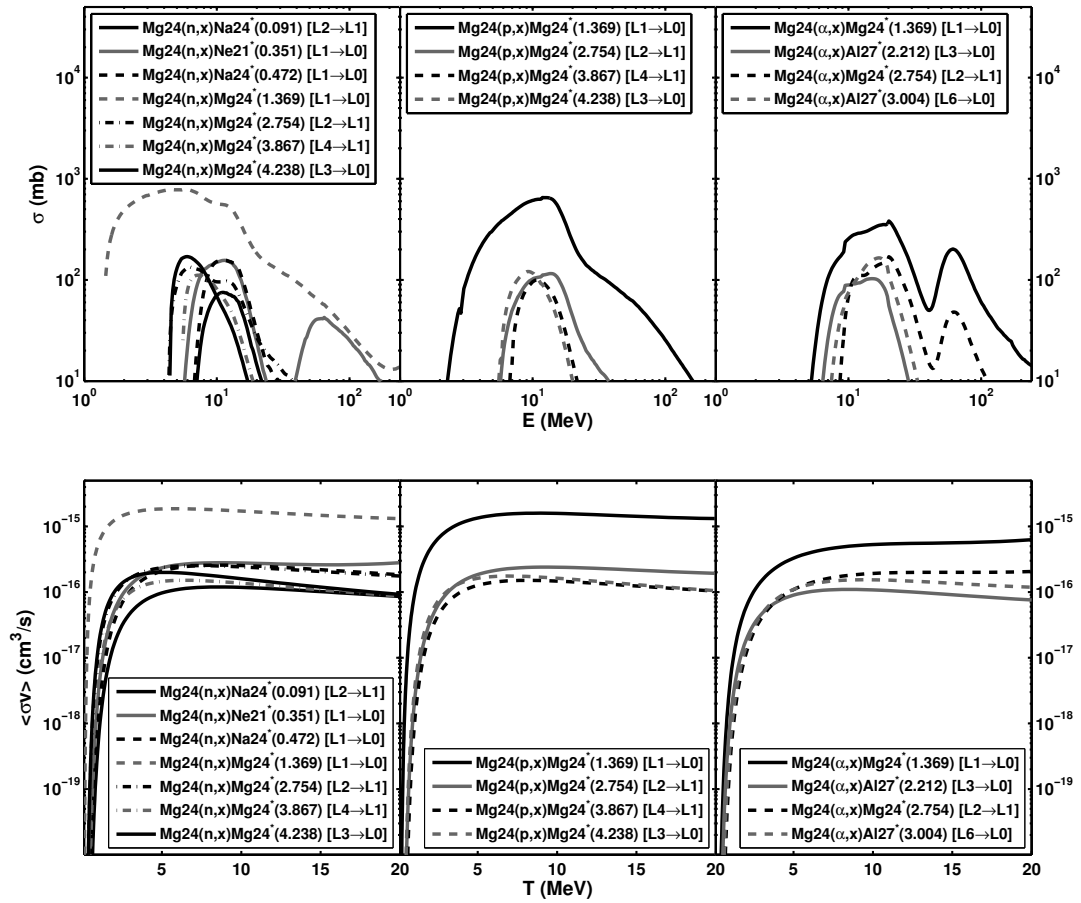 σ (mb)
10⁴
10³
10²
10¹
Mg24(n,x)Na24*(0.091) [L2→L1]
Mg24(n,x)Ne21*(0.351) [L1→L0]
Mg24(n,x)Na24*(0.472) [L1→L0]
Mg24(n,x)Mg24*(1.369) [L1→L0]
Mg24(n,x)Mg24*(2.754) [L2→L1]
Mg24(n,x)Mg24*(3.867) [L4→L1]
Mg24(n,x)Mg24*(4.238) [L3→L0]
Mg24(p,x)Mg24*(1.369) [L1→L0]
Mg24(p,x)Mg24*(2.754) [L2→L1]
Mg24(p,x)Mg24*(3.867) [L4→L1]
Mg24(p,x)Mg24*(4.238) [L3→L0]
Mg24(α,x)Mg24*(1.369) [L1→L0]
Mg24(α,x)Al27*(2.212) [L3→L0]
Mg24(α,x)Mg24*(2.754) [L2→L1]
Mg24(α,x)Al27*(3.004) [L6→L0]
10⁴
10³
10²
10¹
10⁰ 10¹ 10² 10⁰ 10¹ 10² 10⁰ 10¹ 10²
E (MeV)
<σv> (cm³/s)
10⁻¹⁵
10⁻¹⁶
10⁻¹⁷
10⁻¹⁸
10⁻¹⁹
Mg24(n,x)Na24*(0.091) [L2→L1]
Mg24(n,x)Ne21*(0.351) [L1→L0]
Mg24(n,x)Na24*(0.472) [L1→L0]
Mg24(n,x)Mg24*(1.369) [L1→L0]
Mg24(n,x)Mg24*(2.754) [L2→L1]
Mg24(n,x)Mg24*(3.867) [L4→L1]
Mg24(n,x)Mg24*(4.238) [L3→L0]
Mg24(p,x)Mg24*(1.369) [L1→L0]
Mg24(p,x)Mg24*(2.754) [L2→L1]
Mg24(p,x)Mg24*(3.867) [L4→L1]
Mg24(p,x)Mg24*(4.238) [L3→L0]
Mg24(α,x)Mg24*(1.369) [L1→L0]
Mg24(α,x)Al27*(2.212) [L3→L0]
Mg24(α,x)Mg24*(2.754) [L2→L1]
Mg24(α,x)Al27*(3.004) [L6→L0]
10⁻¹⁵
10⁻¹⁶
10⁻¹⁷
10⁻¹⁸
10⁻¹⁹
5 10 15 20 5 10 15 20 5 10 15 20
T (MeV)